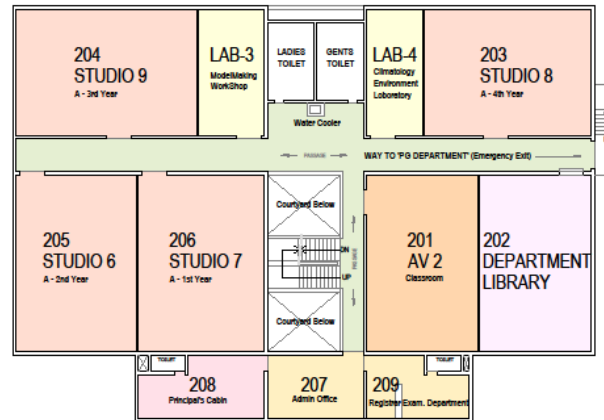 204
STUDIO 9
A - 3rd Year
LAB-3
ModelMaking
WorkShop
LADIES
TOILET
GENTS
TOILET
LAB-4
Climatology
Environment
Laboratory
203
STUDIO 8
A - 4th Year
Water Cooler
PASSAGE
WAY TO 'PG DEPARTMENT' (Emergency Exit)
205
STUDIO 6
A - 2nd Year
206
STUDIO 7
A - 1st Year
Courtyard Below
DN
UP
PASSAGE
Courtyard Below
201
AV 2
Classroom
202
DEPARTMENT
LIBRARY
TOILET
208
Principal's Cabin
207
Admin Office
209
Registrar Exam. Department
TOILET